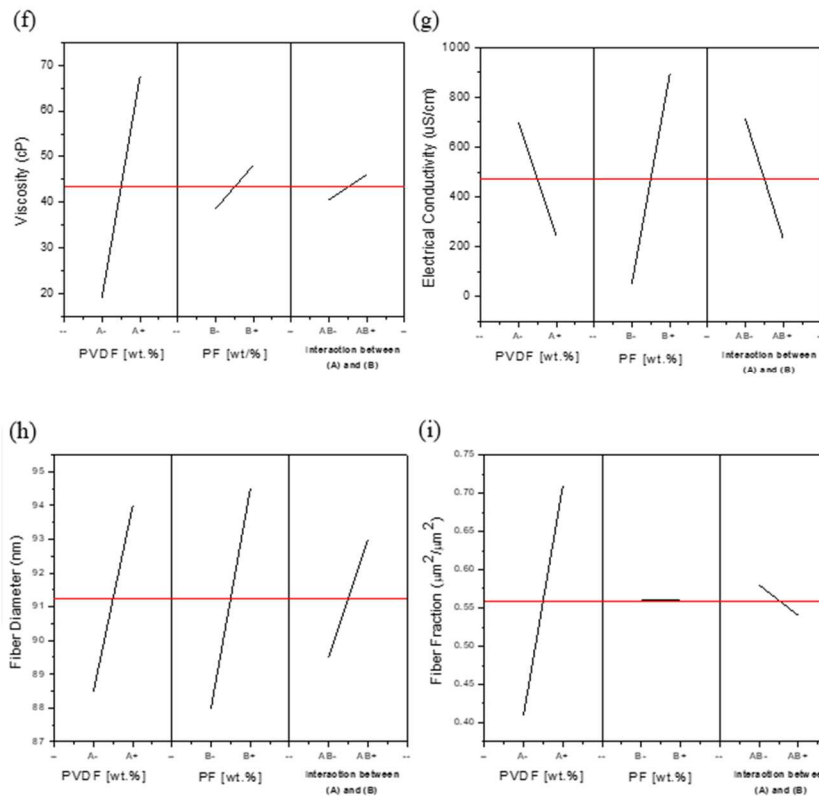 (f)
Viscosity (cP)
70
60
50
40
30
20
-- A- A+ -- B- B+ – AB- AB+ –
PVDF [wt.%] PF [wt/%] Interaction between
(A) and (B)
(g)
Electrical Conductivity (uS/cm)
1000
800
600
400
200
0
-- A- A+ -- B- B+ -- AB- AB+
PVDF [wt.%] PF [wt.%] Interaction between
(A) and (B)
(h)
Fiber Diameter (nm)
95
94
93
92
91
90
89
88
87
– A- A+ – B- B+ -- AB- AB+ --
PVDF [wt.%] PF [wt.%] Interaction between
(A) and (B)
(i)
Fiber Fraction (μm²/μm²)
0.75
0.70
0.65
0.60
0.55
0.50
0.45
0.40
– A- A+ -- B- B+ -- AB- AB+
PVDF [wt.%] PF [wt.%] Interaction between
(A) and (B)